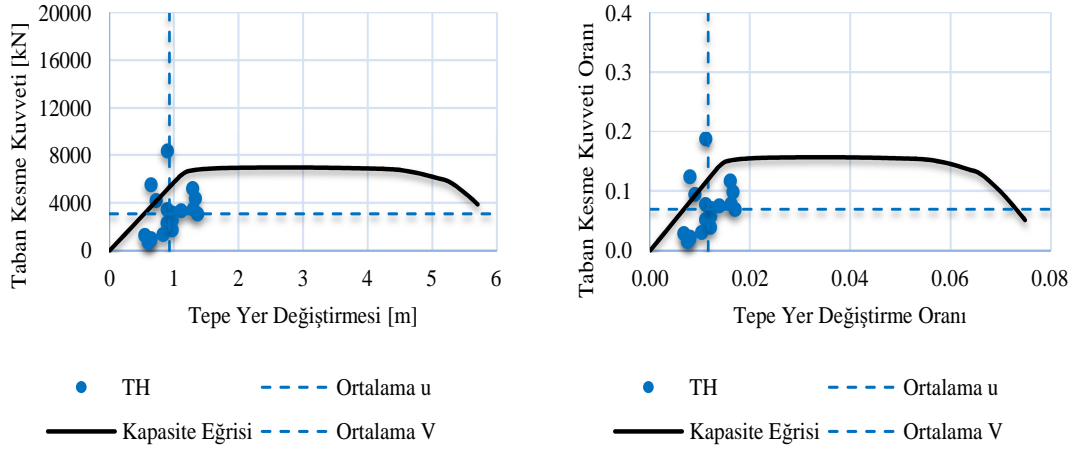 Taban Kesme Kuvveti [kN]
20000
16000
12000
8000
4000
0
0 1 2 3 4 5 6
Tepe Yer Değiştirmesi [m]
TH
Ortalama u
Kapasite Eğrisi
Ortalama V
Taban Kesme Kuvveti Oranı
0.4
0.3
0.2
0.1
0.0
0.00 0.02 0.04 0.06 0.08
Tepe Yer Değiştirme Oranı
TH
Ortalama u
Kapasite Eğrisi
Ortalama V